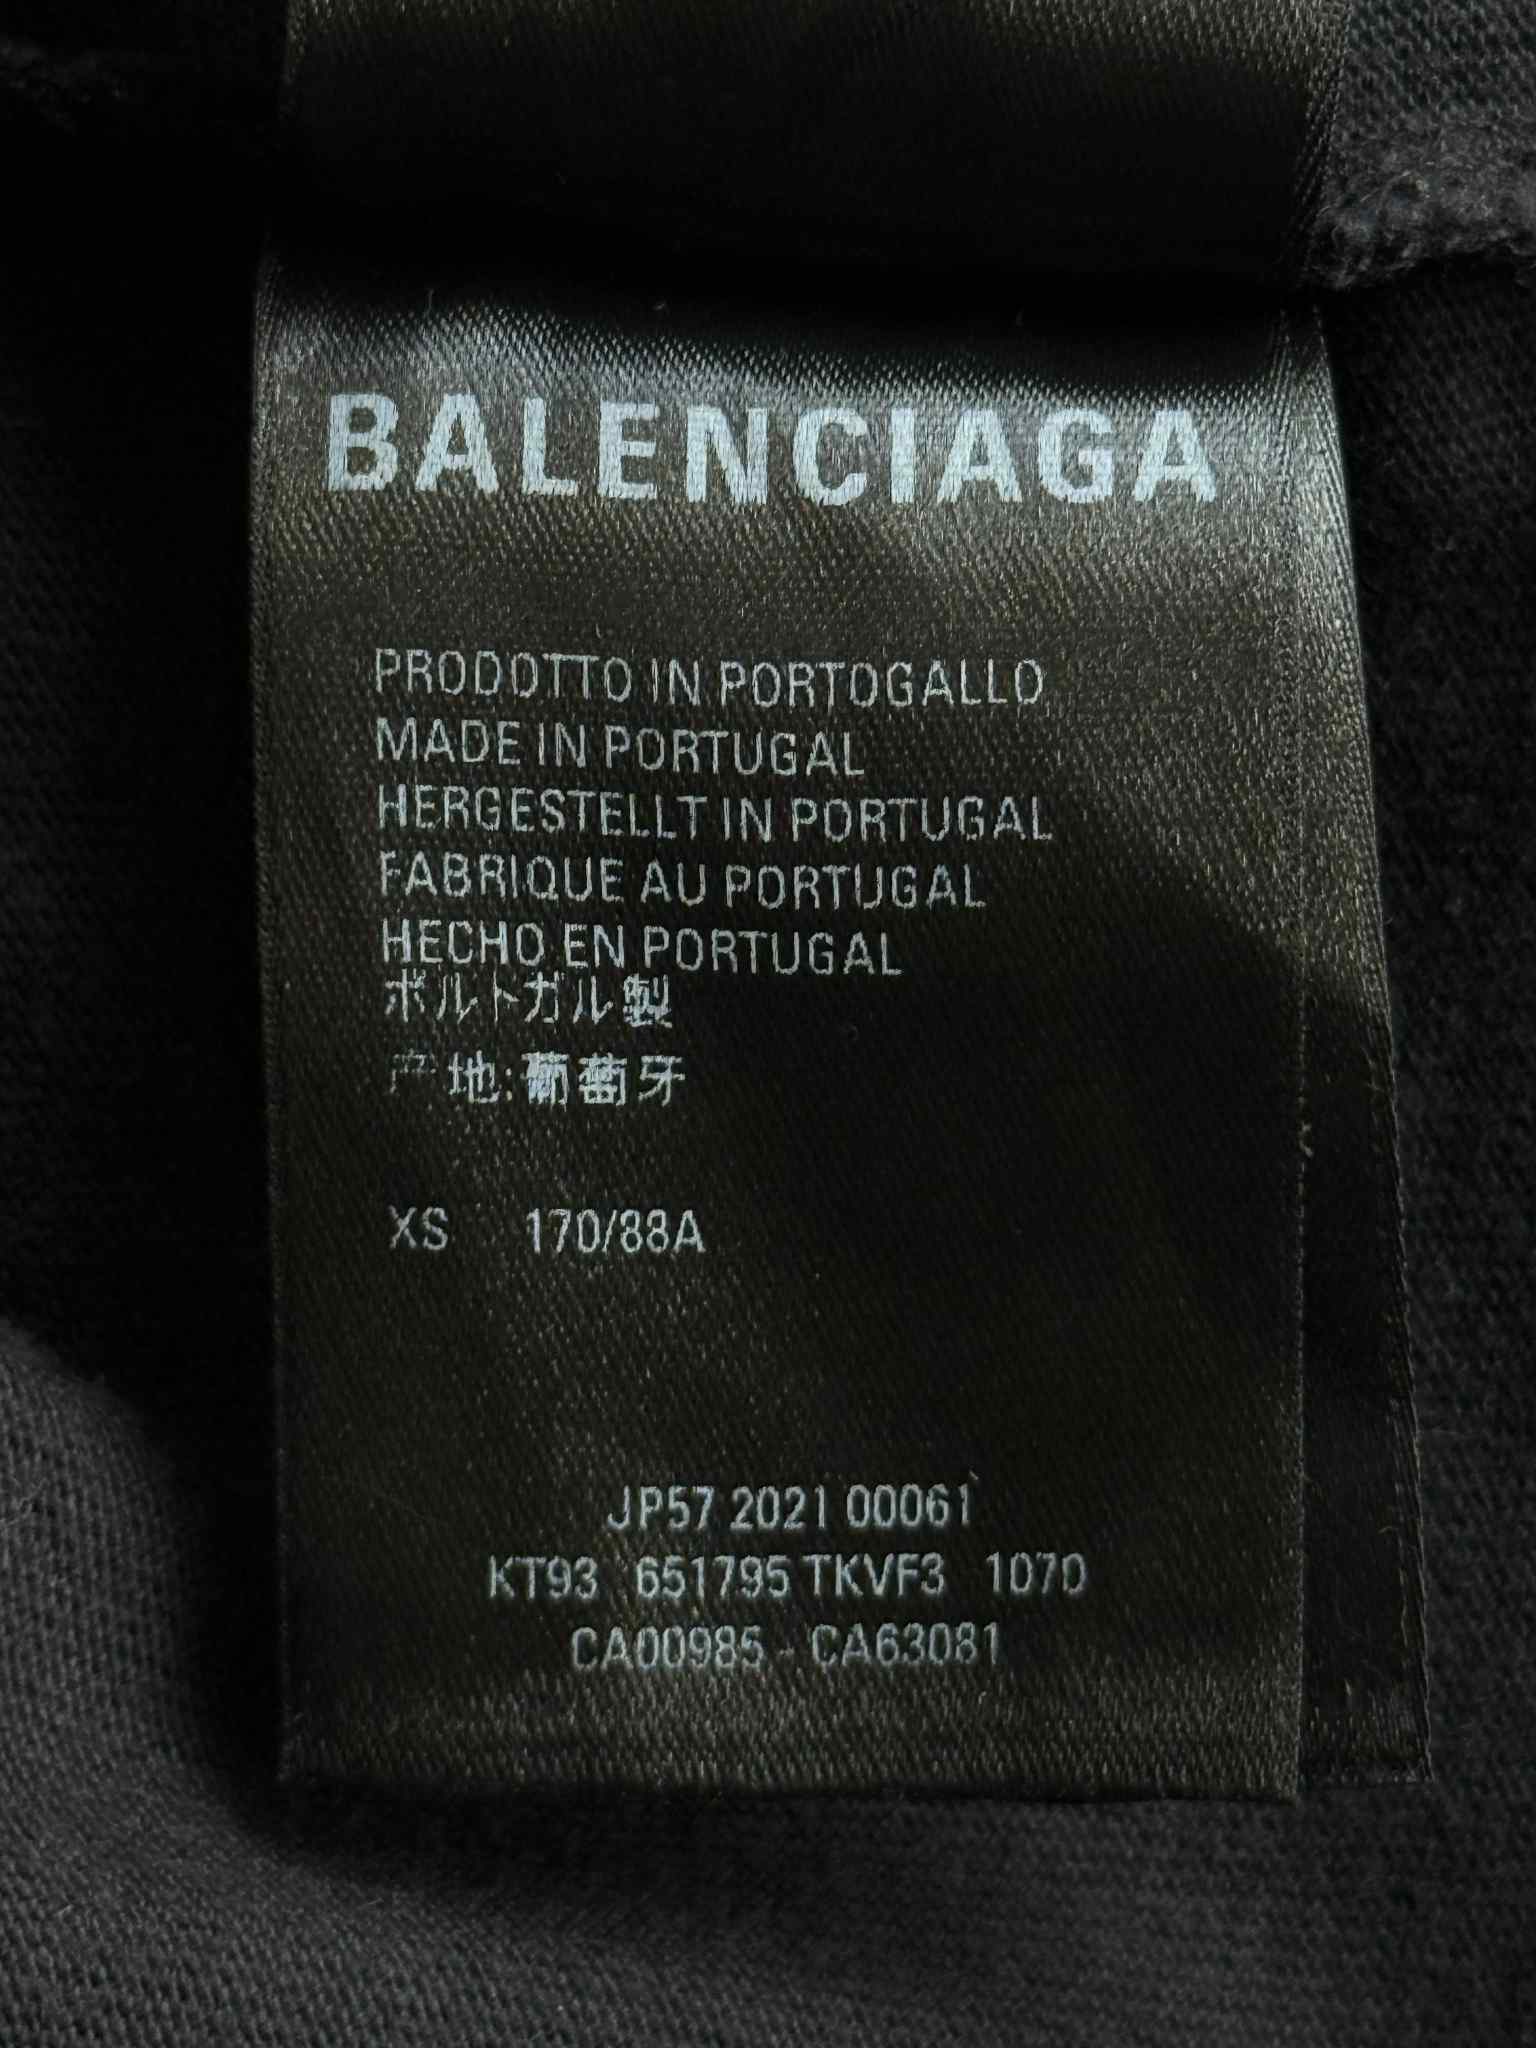 BALENCIAGA
PRODOTTO IN PORTOGALLO
MADE IN PORTUGAL
HERGESTELLT IN PORTUGAL
FABRIQUE AU PORTUGAL
HECHO EN PORTUGAL
ポルトガル製
产地:葡萄牙
XS 170/88A
JP57 2021 00061
KT93 651795 TKVF3 1070
CA00985 - CA63081